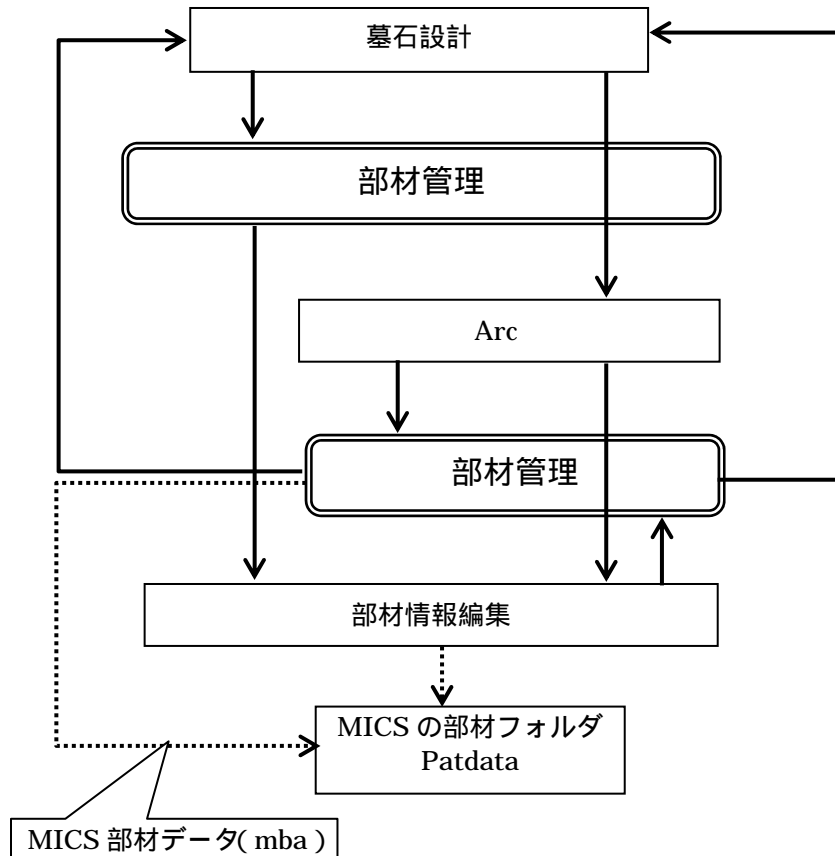 墓石設計
部材管理
Arc
部材管理
部材情報編集
MICS の部材フォルダ
Patdata
MICS 部材データ( mba )